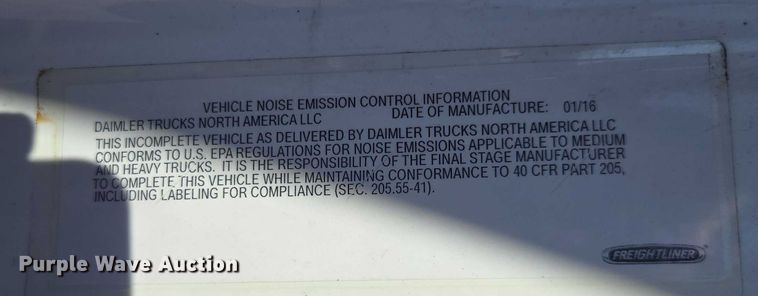 VEHICLE NOISE EMISSION CONTROL INFORMATION
DAIMLER TRUCKS NORTH AMERICA LLC DATE OF MANUFACTURE: 01/16
THIS INCOMPLETE VEHICLE AS DELIVERED BY DAIMLER TRUCKS NORTH AMERICA LLC
CONFORMS TO U.S. EPA REGULATIONS FOR NOISE EMISSIONS APPLICABLE TO MEDIUM
AND HEAVY TRUCKS. IT IS THE RESPONSIBILITY OF THE FINAL STAGE MANUFACTURER
TO COMPLETE THIS VEHICLE WHILE MAINTAINING CONFORMANCE TO 40 CFR PART 205,
INCLUDING LABELING FOR COMPLIANCE (SEC. 205.55-41).
FREIGHTLINER
Purple Wave Auction